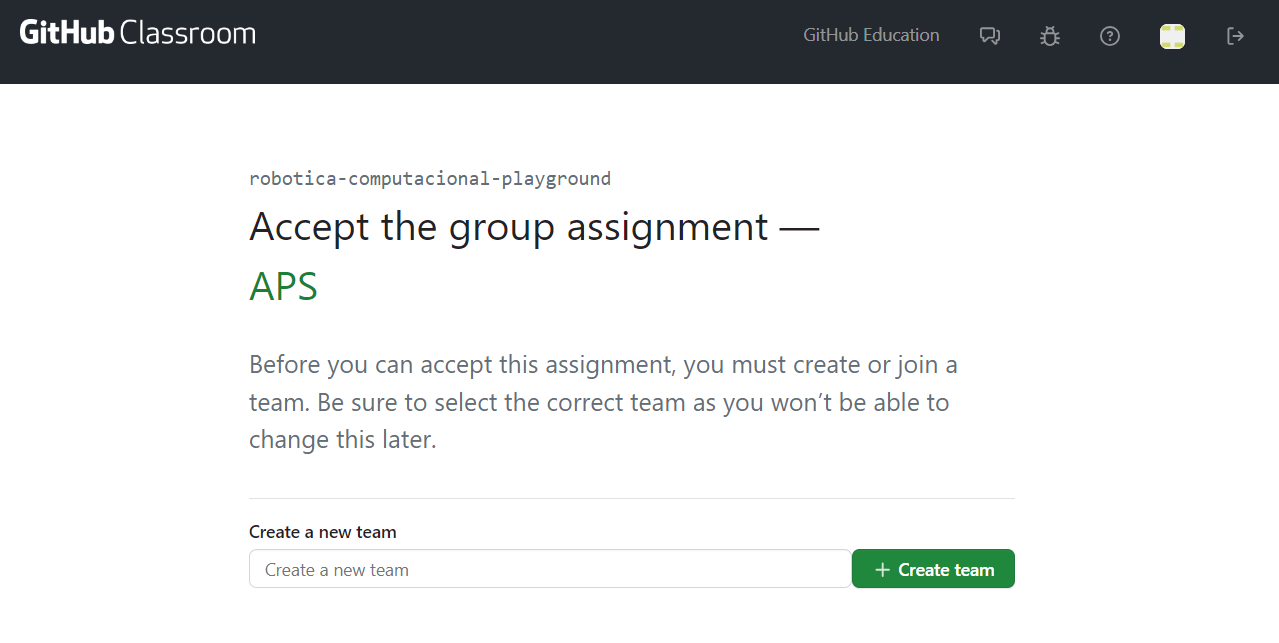 GitHub Classroom
GitHub Education
robotica-computacional-playground
Accept the group assignment —
APS
Before you can accept this assignment, you must create or join a
team. Be sure to select the correct team as you won’t be able to
change this later.
Create a new team
Create a new team
Create team